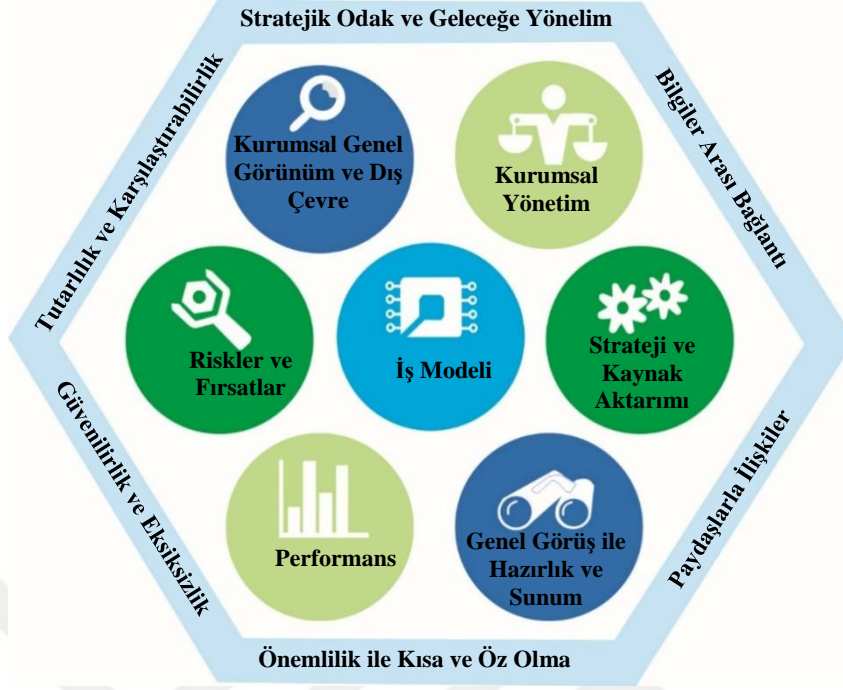 Stratejik Odak ve Geleceğe Yönelim
Tutarlılık ve Karşılaştırabilirlik
Bilgiler Arası Bağlantı
Kurumsal Genel
Görünüm ve Dış
Çevre
Kurumsal
Yönetim
Riskler ve
Fırsatlar
İş Modeli
Strateji ve
Kaynak
Aktarımı
Performans
Genel Görüş ile
Hazırlık ve
Sunum
Güvenilirlik ve Eksiksizlik
Paydaşlarla İlişkiler
Önemlilik ile Kısa ve Öz Olma